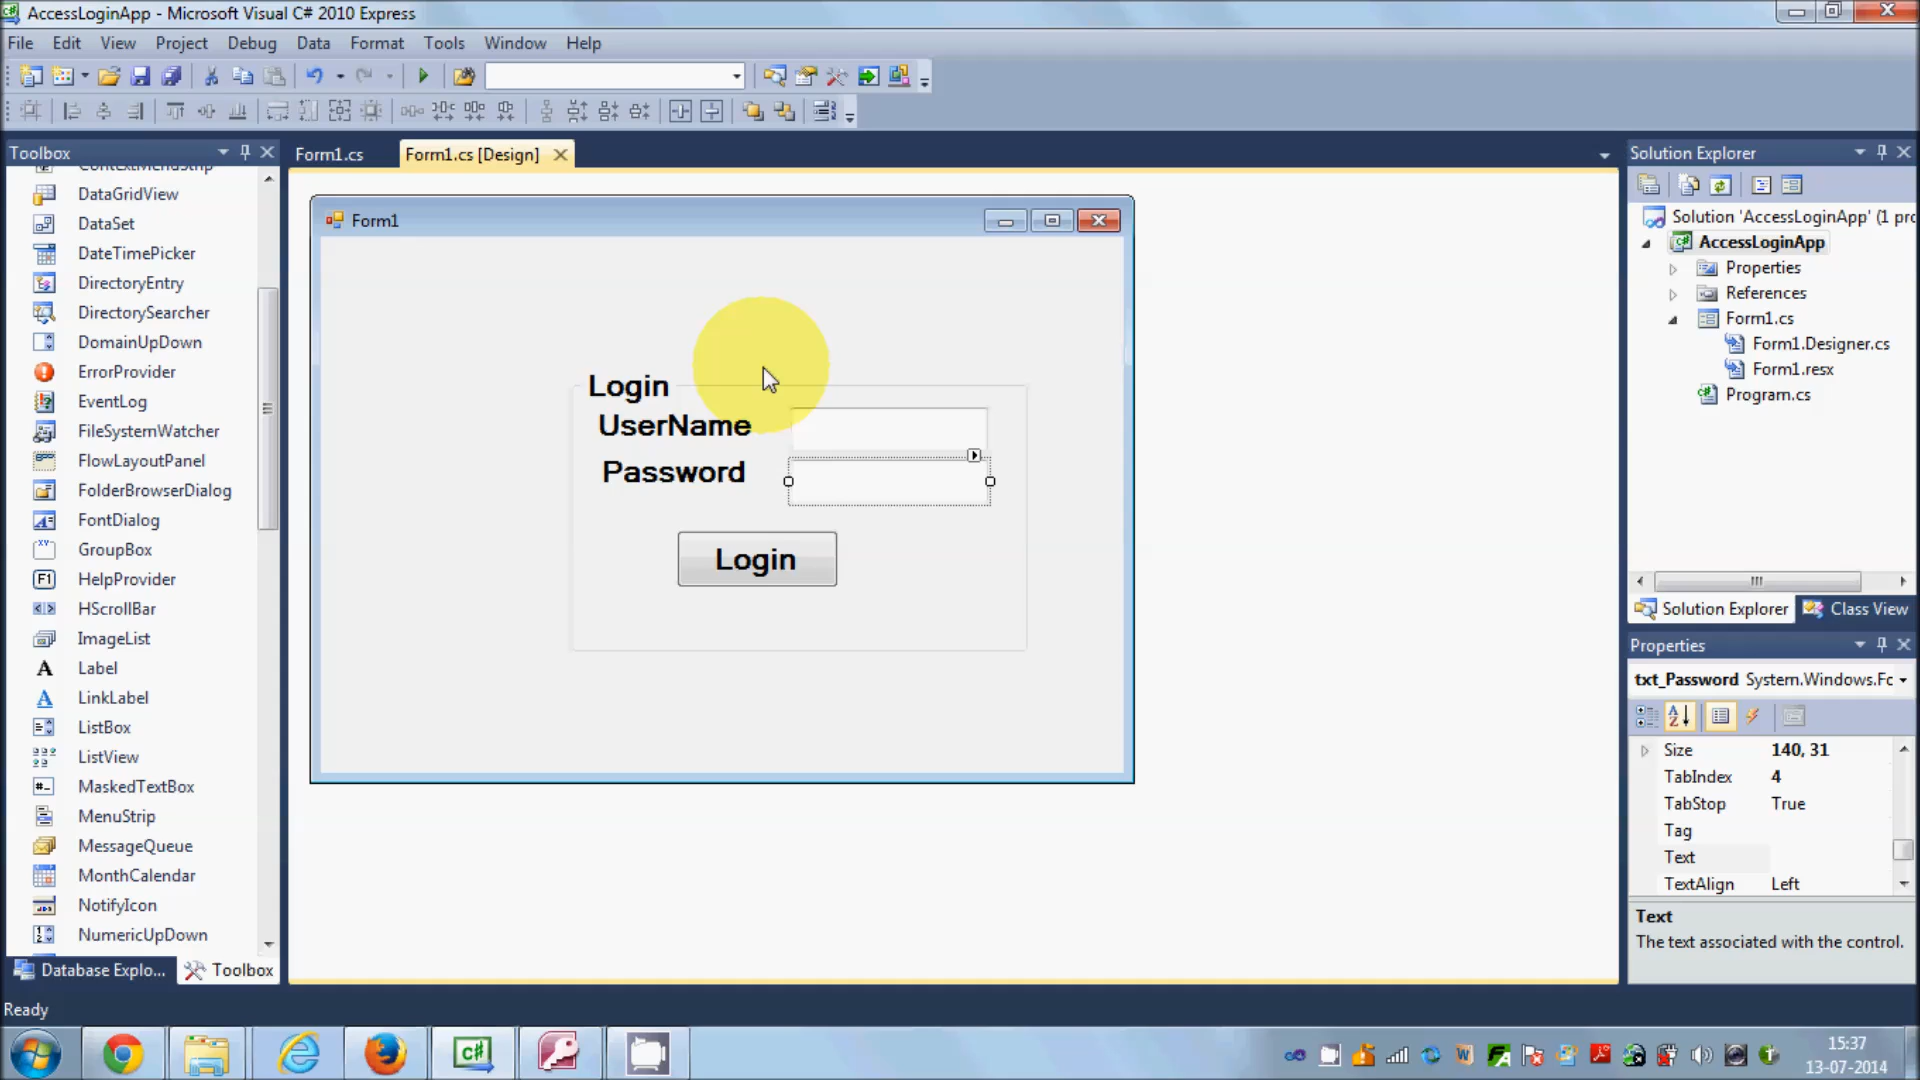 AccessLoginApp - Microsoft Visual C# 2010 Express
File Edit View Project Debug Data Format Tools Window Help
Toolbox
Form1.cs
Form1.cs [Design]
Solution Explorer
ContextMenuStrip
DataGridView
DataSet
DateTimePicker
DirectoryEntry
DirectorySearcher
DomainUpDown
ErrorProvider
EventLog
FileSystemWatcher
FlowLayoutPanel
FolderBrowserDialog
FontDialog
GroupBox
HelpProvider
HScrollBar
ImageList
Label
LinkLabel
ListBox
ListView
MaskedTextBox
MenuStrip
MessageQueue
MonthCalendar
NotifyIcon
NumericUpDown
Database Explo...
Toolbox
Form1
Login
UserName
Password
Login
Solution 'AccessLoginApp' (1 prc
AccessLoginApp
Properties
References
Form1.cs
Form1.Designer.cs
Form1.resx
Program.cs
Solution Explorer
Class View
Properties
txt_Password System.Windows.Fc
Size 140, 31
TabIndex 4
TabStop True
Tag
Text
TextAlign Left
Text
The text associated with the control.
Ready
15:37
13-07-2014